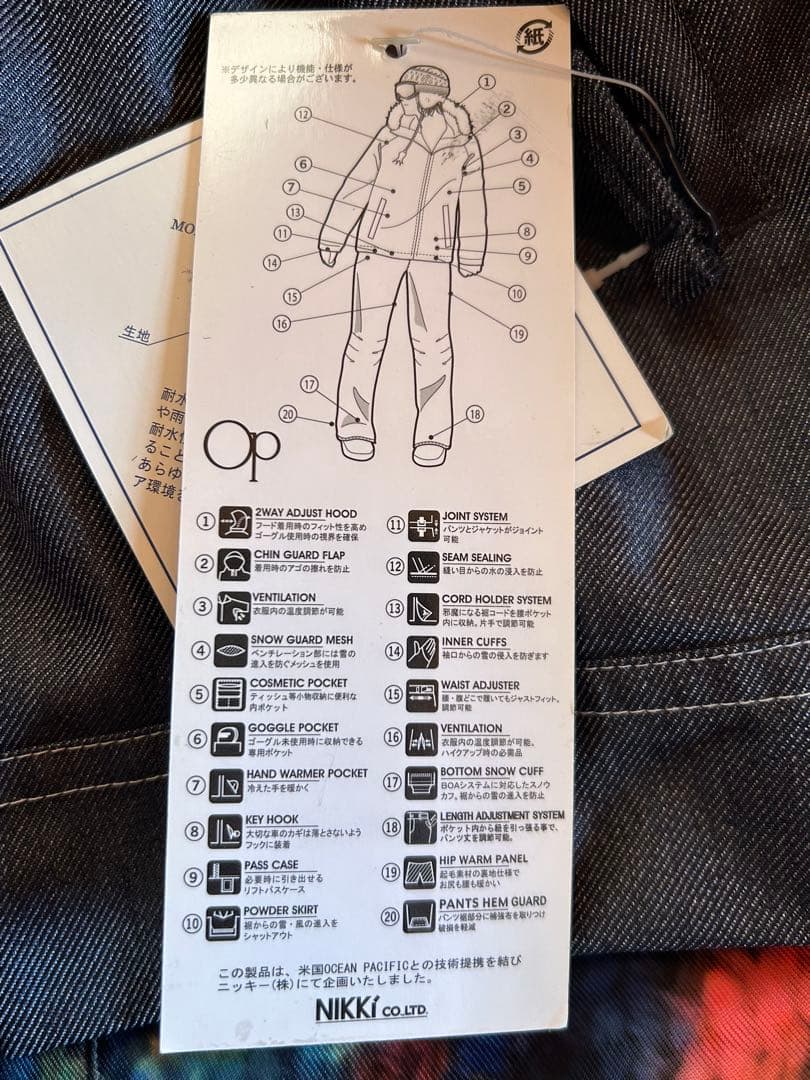 紙
※デザインにより機能・仕様が
多少異なる場合がございます。
①
②
③
④
⑤
⑥
⑦
⑧
⑨
⑩
⑪
⑫
⑬
⑭
⑮
⑯
⑰
⑱
⑲
⑳
生地
や雨
ること
あらゆ
ア環境
Op
① 2WAY ADJUST HOOD
フード着用時のフィット性を高め
ゴーグル使用時の視界を確保
② CHIN GUARD FLAP
着用時のアゴの擦れを防止
③ VENTILATION
衣服内の温度調節が可能
④ SNOW GUARD MESH
ベンチレーション部には雪の
進入を防ぐメッシュを使用
⑤ COSMETIC POCKET
ティッシュ等小物収納に便利な
内ポケット
⑥ GOGGLE POCKET
ゴーグル未使用時に収納できる
専用ポケット
⑦ HAND WARMER POCKET
冷えた手を暖かく
⑧ KEY HOOK
大切な車のカギは落とさないよう
フックに装着
⑨ PASS CASE
必要時に引き出せる
リフトパスケース
⑩ POWDER SKIRT
裾からの雪・風の進入を
シャットアウト
⑪ JOINT SYSTEM
パンツとジャケットがジョイント
可能
⑫ SEAM SEALING
縫い目からの水の浸入を防止
⑬ CORD HOLDER SYSTEM
邪魔になる裾コードを腰ポケット
内に収納。片手で調節可能
⑭ INNER CUFFS
袖口からの雪の侵入を防ぎます
⑮ WAIST ADJUSTER
腰・腹どこで履いてもジャストフィット。
調節可能
⑯ VENTILATION
衣服内の温度調節が可能。
ハイクアップ時の必需品
⑰ BOTTOM SNOW CUFF
BOAシステムに対応したスノウ
カフ。裾からの雪の進入を防止
⑱ LENGTH ADJUSTMENT SYSTEM
ポケット内から紐を引っ張る事で、
パンツ丈を調節可能。
⑲ HIP WARM PANEL
起毛素材の裏地仕様で
お尻も腰も暖かい
⑳ PANTS HEM GUARD
パンツ裾部分に補強布を取りつけ
破損を軽減
この製品は、米国OCEAN PACIFICとの技術提携を結び
ニッキー(株)にて企画いたしました。
NIKKi CO.,LTD.